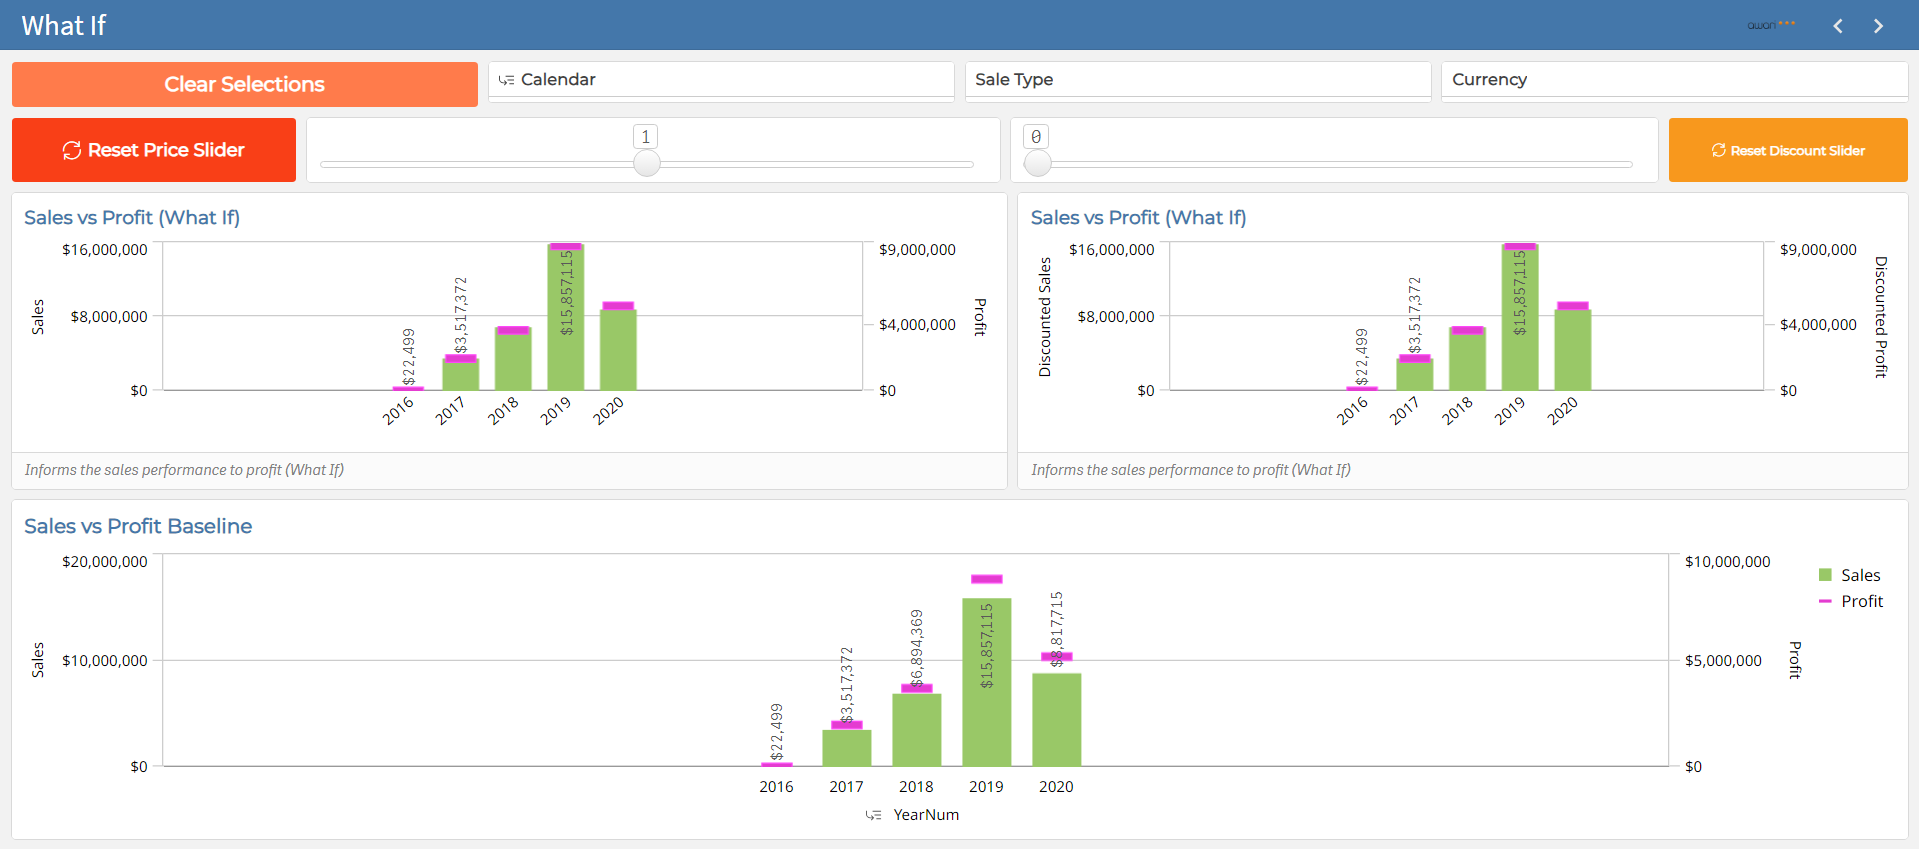 What If
awari
Clear Selections
Calendar
Sale Type
Currency
Reset Price Slider
1
0
Reset Discount Slider
Sales vs Profit (What If)
$16,000,000
$8,000,000
$0
Sales
$22,499
$3,517,372
$15,857,115
2016
2017
2018
2019
2020
$9,000,000
$4,000,000
$0
Profit
Informs the sales performance to profit (What If)
Sales vs Profit (What If)
$16,000,000
$8,000,000
$0
Discounted Sales
$22,499
$3,517,372
$15,857,115
2016
2017
2018
2019
2020
$9,000,000
$4,000,000
$0
Discounted Profit
Informs the sales performance to profit (What If)
Sales vs Profit Baseline
$20,000,000
$10,000,000
$0
Sales
$22,499
$3,517,372
$6,894,369
$15,857,115
$8,817,715
2016
2017
2018
2019
2020
YearNum
$10,000,000
$5,000,000
$0
Profit
Sales
Profit